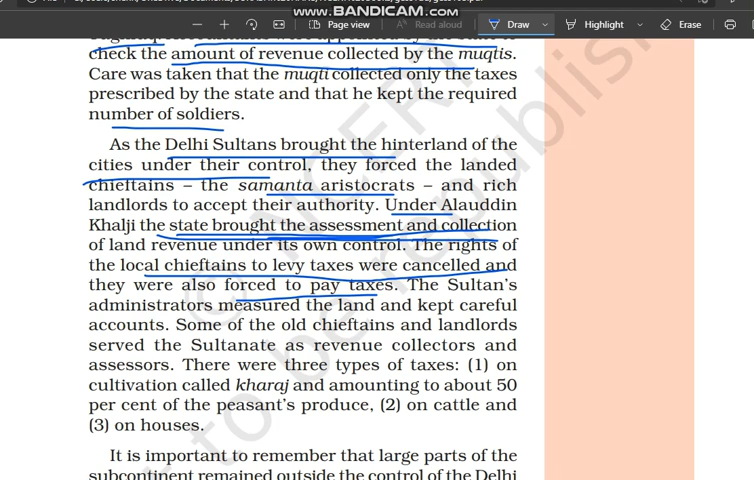 WWW.BANDICAM.COM
Page view
Read aloud
Draw
Highlight
Erase
check the amount of revenue collected by the muqtis.
Care was taken that the muqti collected only the taxes
prescribed by the state and that he kept the required
number of soldiers.
As the Delhi Sultans brought the hinterland of the
cities under their control, they forced the landed
chieftains – the samanta aristocrats – and rich
landlords to accept their authority. Under Alauddin
Khalji the state brought the assessment and collection
of land revenue under its own control. The rights of
the local chieftains to levy taxes were cancelled and
they were also forced to pay taxes. The Sultan's
administrators measured the land and kept careful
accounts. Some of the old chieftains and landlords
served the Sultanate as revenue collectors and
assessors. There were three types of taxes: (1) on
cultivation called kharaj and amounting to about 50
per cent of the peasant's produce, (2) on cattle and
(3) on houses.
It is important to remember that large parts of the
subcontinent remained outside the control of the Delhi